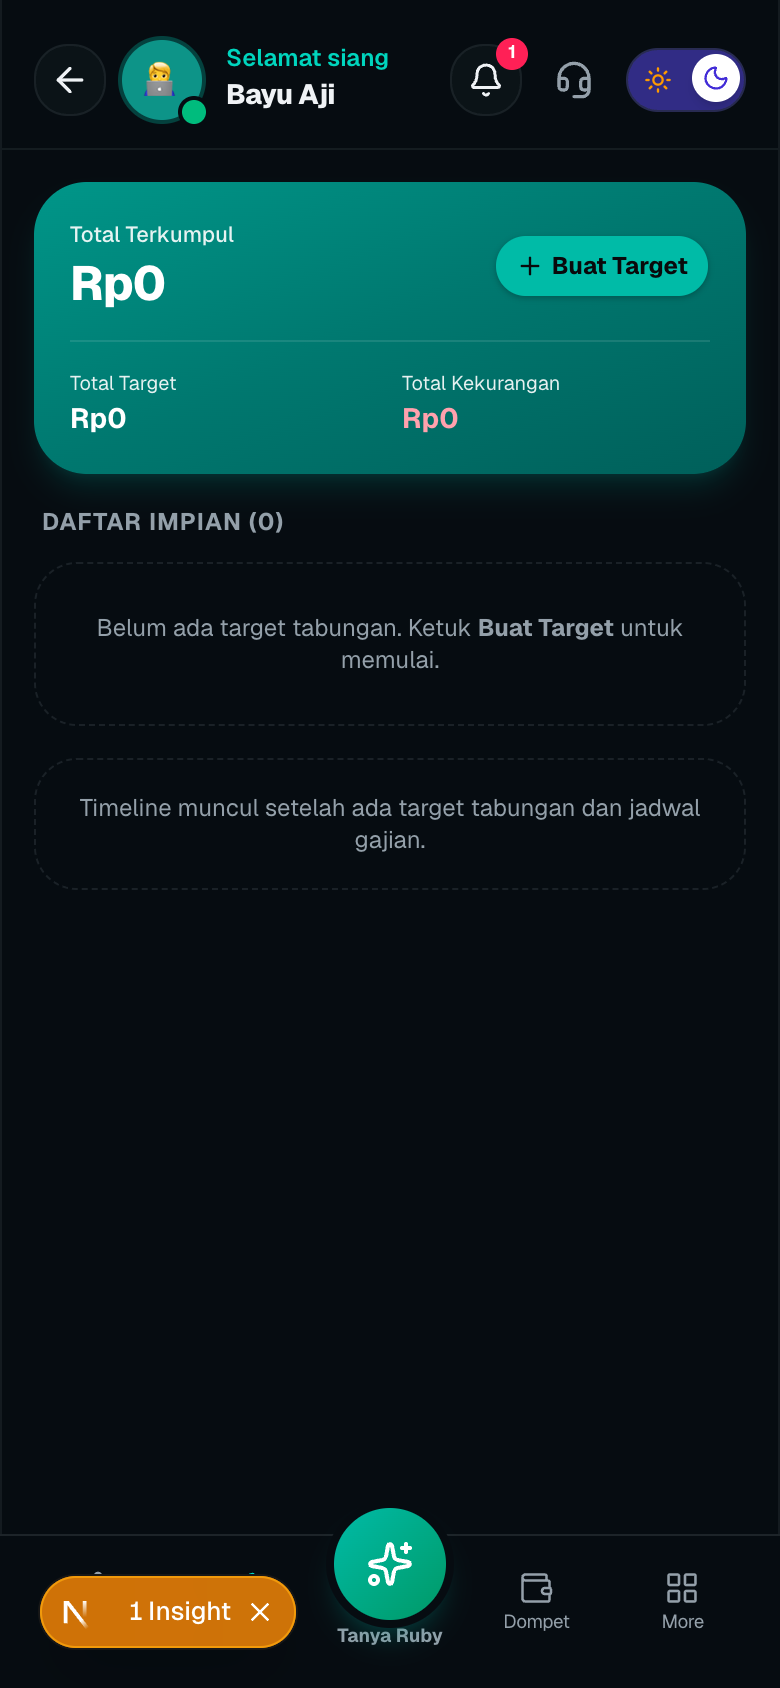 Selamat siang
Bayu Aji
1
Total Terkumpul
Rp0
+ Buat Target
Total Target
Rp0
Total Kekurangan
Rp0
DAFTAR IMPIAN (0)
Belum ada target tabungan. Ketuk Buat Target untuk
memulai.
Timeline muncul setelah ada target tabungan dan jadwal
gajian.
N
1 Insight
Tanya Ruby
Dompet
More